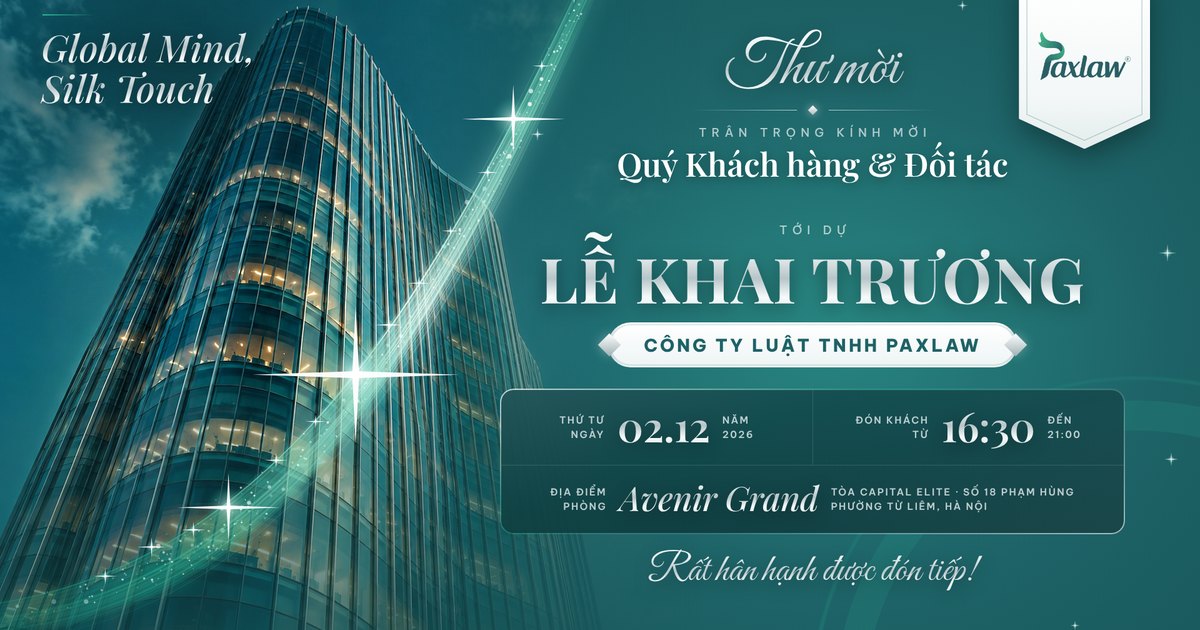 Global Mind,
Silk Touch
Thư mời
Paxlaw®
TRÂN TRỌNG KÍNH MỜI
Quý Khách hàng & Đối tác
TỚI DỰ
LỄ KHAI TRƯƠNG
CÔNG TY LUẬT TNHH PAXLAW
THỨ TƯ
NGÀY
02.12
NĂM
2026
ĐÓN KHÁCH
TỪ
16:30
ĐẾN
21:00
ĐỊA ĐIỂM
PHÒNG
Avenir Grand
TÒA CAPITAL ELITE · SỐ 18 PHẠM HÙNG
PHƯỜNG TỪ LIÊM, HÀ NỘI
Rất hân hạnh được đón tiếp!